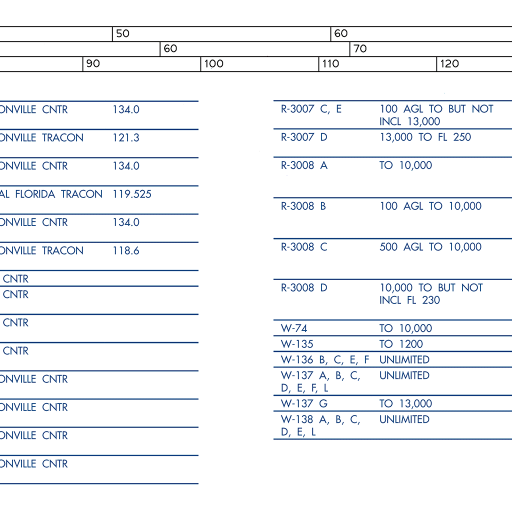 50 60
60 70
90 100 110 120
ONVILLE CNTR 134.0
ONVILLE TRACON 121.3
ONVILLE CNTR 134.0
AL FLORIDA TRACON 119.525
ONVILLE CNTR 134.0
ONVILLE TRACON 118.6
CNTR
CNTR
CNTR
CNTR
ONVILLE CNTR
ONVILLE CNTR
ONVILLE CNTR
ONVILLE CNTR
R-3007 C, E 100 AGL TO BUT NOT
INCL 13,000
R-3007 D 13,000 TO FL 250
R-3008 A TO 10,000
R-3008 B 100 AGL TO 10,000
R-3008 C 500 AGL TO 10,000
R-3008 D 10,000 TO BUT NOT
INCL FL 230
W-74 TO 10,000
W-135 TO 1200
W-136 B, C, E, F UNLIMITED
W-137 A, B, C, UNLIMITED
D, E, F, L
W-137 G TO 13,000
W-138 A, B, C, UNLIMITED
D, E, L